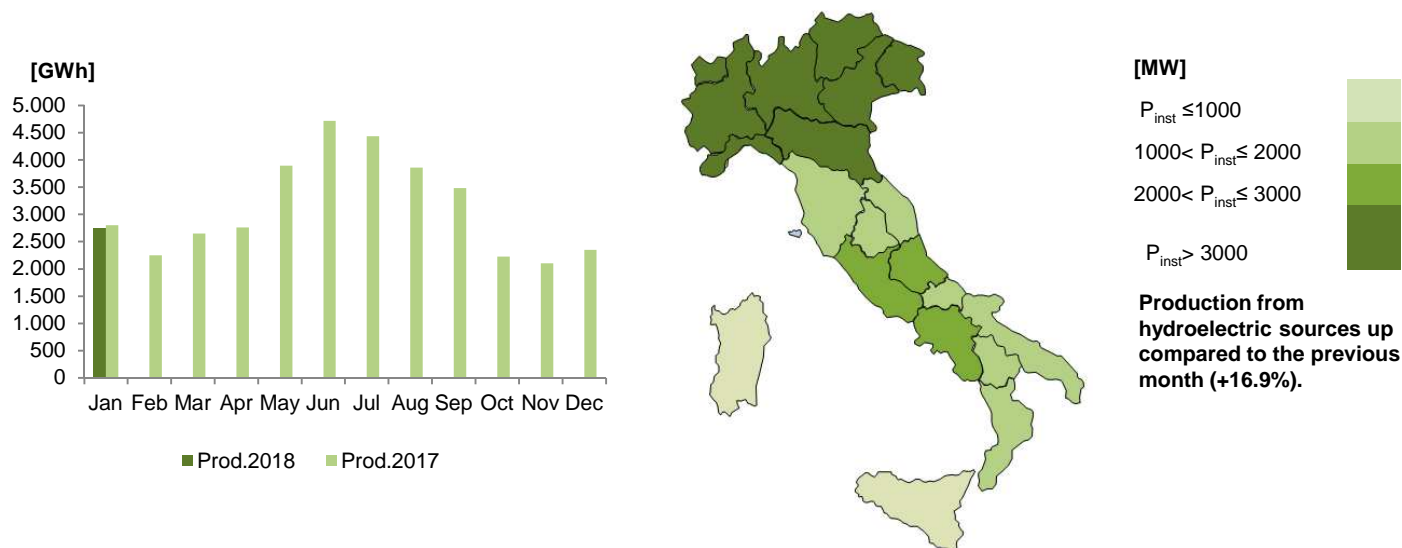 [GWh]
5.000
4.500
4.000
3.500
3.000
2.500
2.000
1.500
1.000
500
0
Jan Feb Mar Apr May Jun Jul Aug Sep Oct Nov Dec
Prod.2018 Prod.2017
[MW]
Pinst ≤1000
1000< Pinst≤ 2000
2000< Pinst≤ 3000
Pinst> 3000
Production from
hydroelectric sources up
compared to the previous
month (+16.9%).